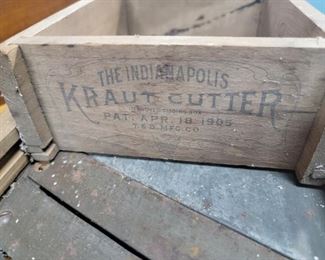 THE INDIANAPOLIS
KRAUT CUTTER
PAT. APR. 18 1905
T. & D. MFG. CO.